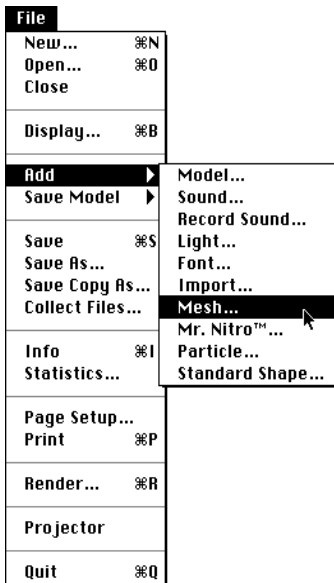 File
New... ⌘N
Open... ⌘O
Close
Display... ⌘B
Add
Save Model
Save ⌘S
Save As...
Save Copy As...
Collect Files...
Info ⌘I
Statistics...
Page Setup...
Print ⌘P
Render... ⌘R
Projector
Quit ⌘Q
Model...
Sound...
Record Sound...
Light...
Font...
Import...
Mesh...
Mr. Nitro™...
Particle...
Standard Shape...